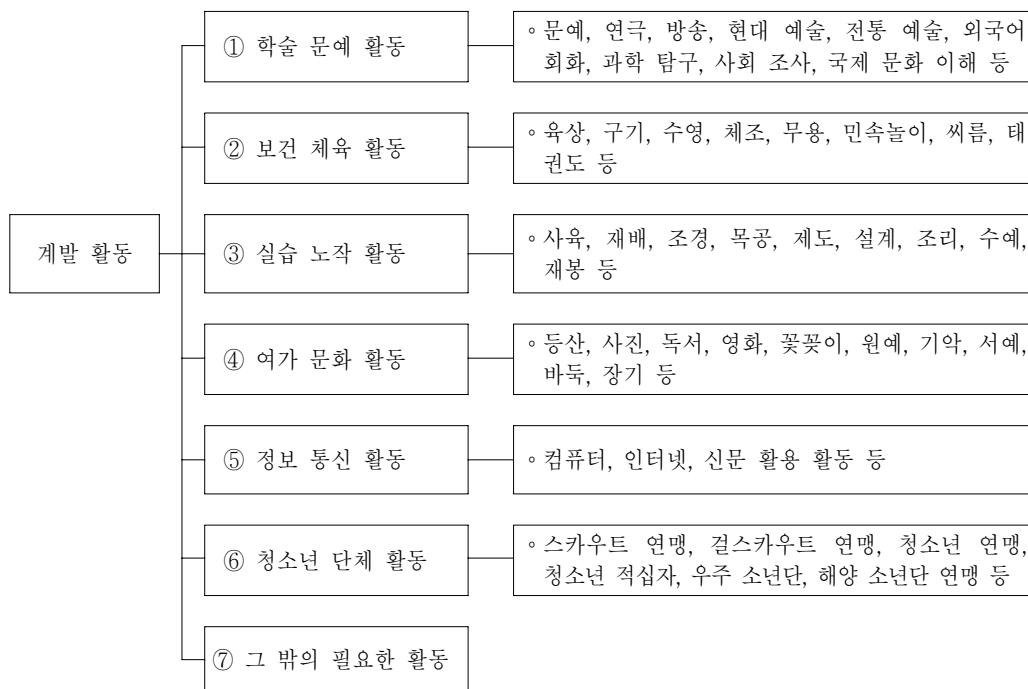 ① 학술 문예 활동
◦ 문예, 연극, 방송, 현대 예술, 전통 예술, 외국어
회화, 과학 탐구, 사회 조사, 국제 문화 이해 등
② 보건 체육 활동
◦ 육상, 구기, 수영, 체조, 무용, 민속놀이, 씨름, 태
권도 등
계발 활동
③ 실습 노작 활동
◦ 사육, 재배, 조경, 목공, 제도, 설계, 조리, 수예,
재봉 등
④ 여가 문화 활동
◦ 등산, 사진, 독서, 영화, 꽃꽂이, 원예, 기악, 서예,
바둑, 장기 등
⑤ 정보 통신 활동
◦ 컴퓨터, 인터넷, 신문 활용 활동 등
⑥ 청소년 단체 활동
◦ 스카우트 연맹, 걸스카우트 연맹, 청소년 연맹,
청소년 적십자, 우주 소년단, 해양 소년단 연맹 등
⑦ 그 밖의 필요한 활동